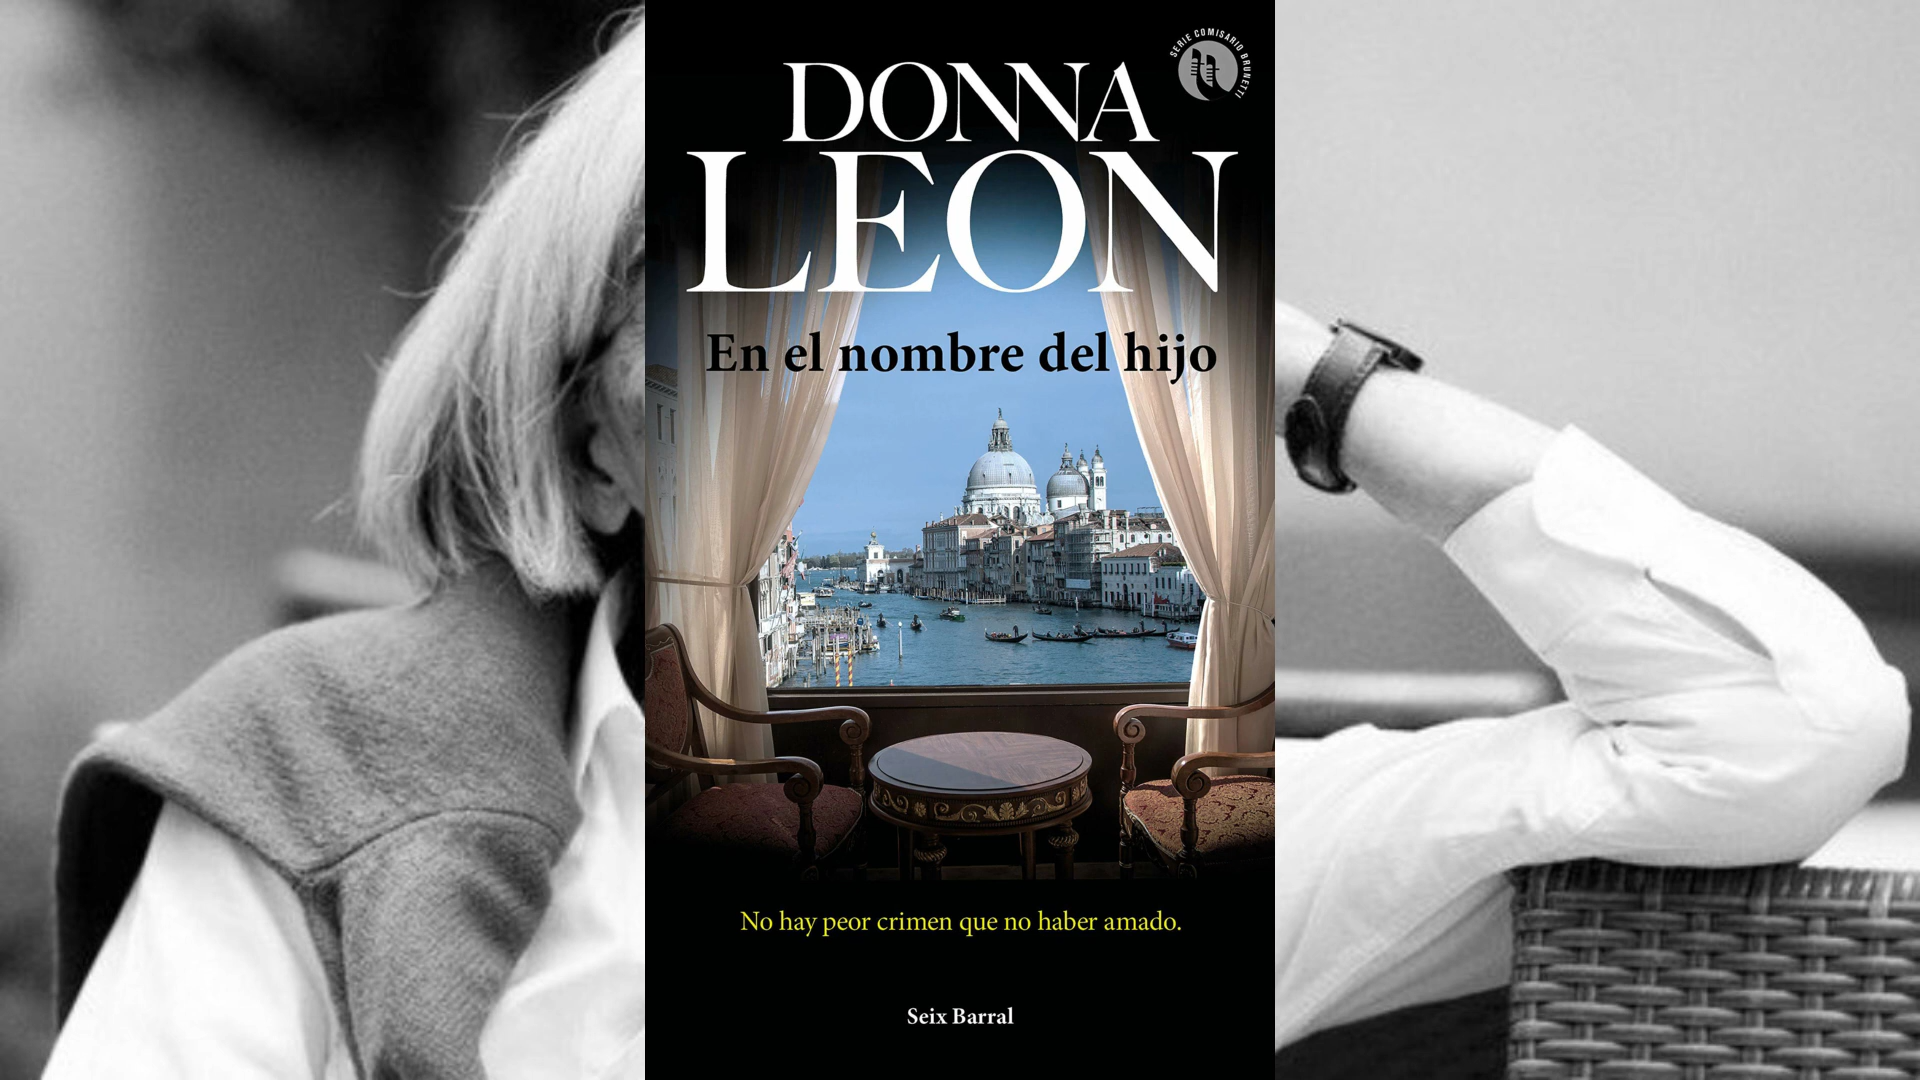 DONNA
LEON
SERIE COMISARIO BRUNETTI
En el nombre del hijo
No hay peor crimen que no haber amado.
Seix Barral